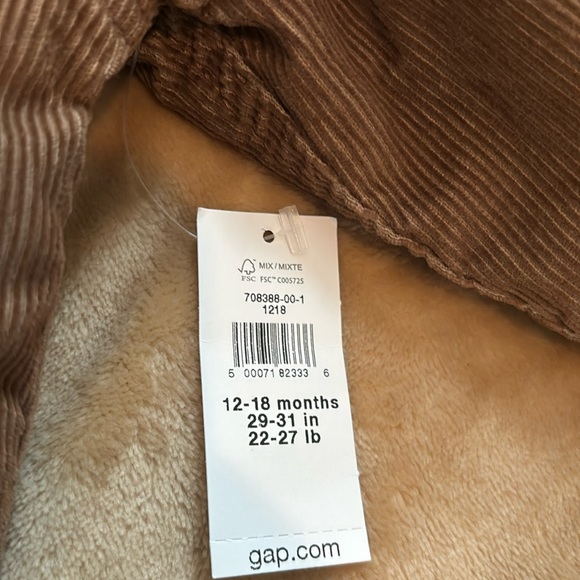 MIX / MIXTE
FSC FSC™ C005725
708388-00-1
1218
5 00071 82333 6
12-18 months
29-31 in
22-27 lb
gap.com